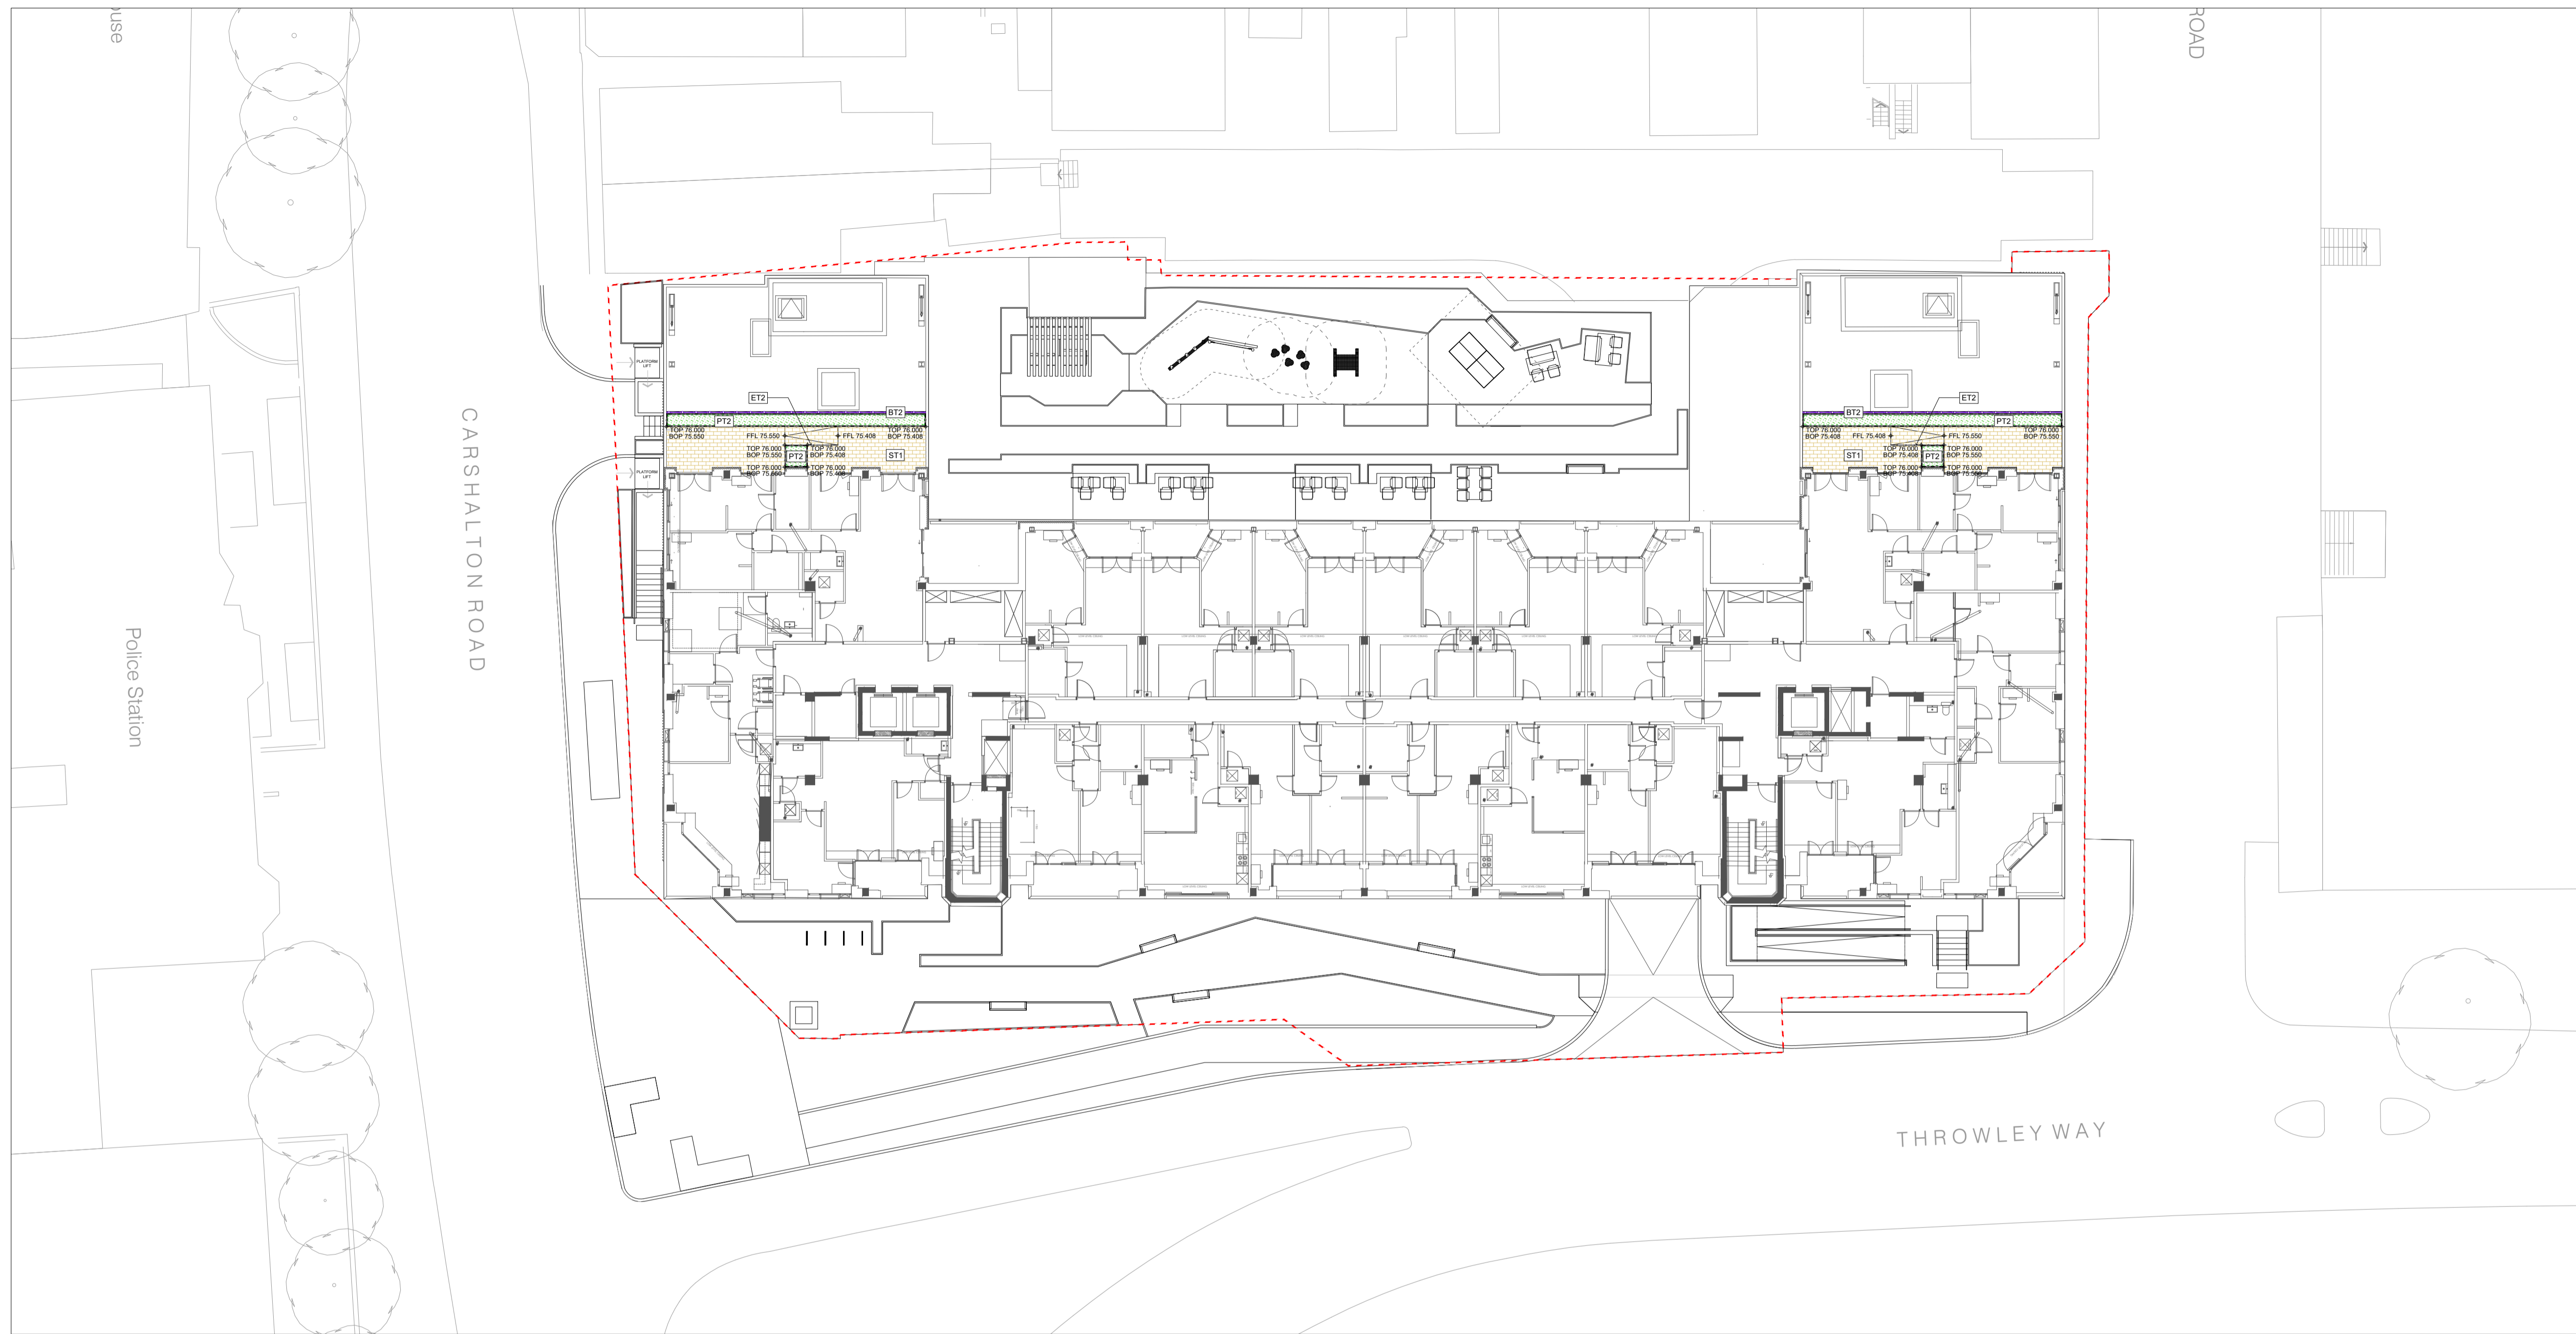 ouse
ROAD
PLATFORM
LIFT
ET2
ET2
BT2
BT2
PT2
PT2
TOP 76.000
BOP 75.550
FFL 75.550
FFL 75.408
TOP 76.000
BOP 75.408
TOP 76.000
BOP 75.408
FFL 75.408
FFL 75.550
TOP 76.000
BOP 75.550
TOP 76.000
BOP 75.550
TOP 76.000
BOP 75.408
PT2
ST1
ST1
TOP 76.000
BOP 75.408
TOP 76.000
BOP 75.550
PT2
TOP 76.000
BOP 75.550
TOP 76.000
BOP 75.408
TOP 76.000
BOP 75.408
TOP 76.000
BOP 75.550
PLATFORM
LIFT
CARSHALTON ROAD
Police Station
THROWLEY WAY